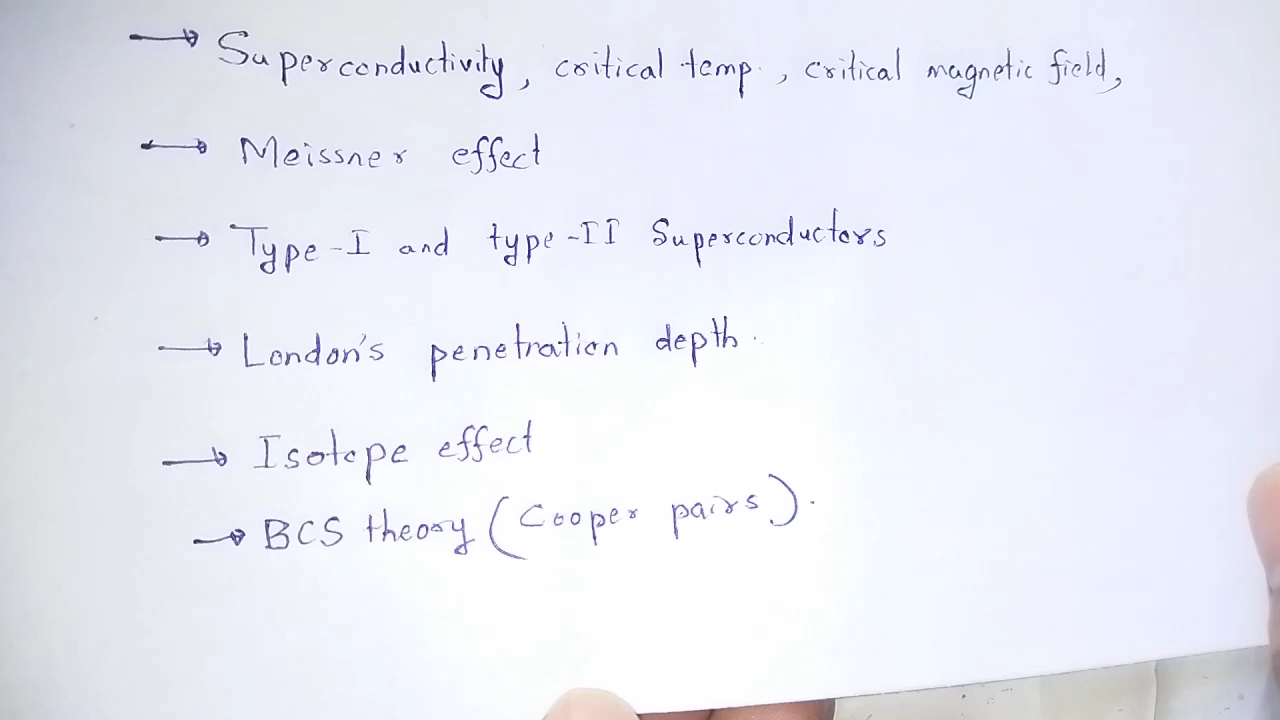 → Superconductivity, critical temp., critical magnetic field,
→ Meissner effect
→ Type-I and type-II Superconductors
→ London's penetration depth.
→ Isotope effect
→ BCS theory (Cooper pairs).